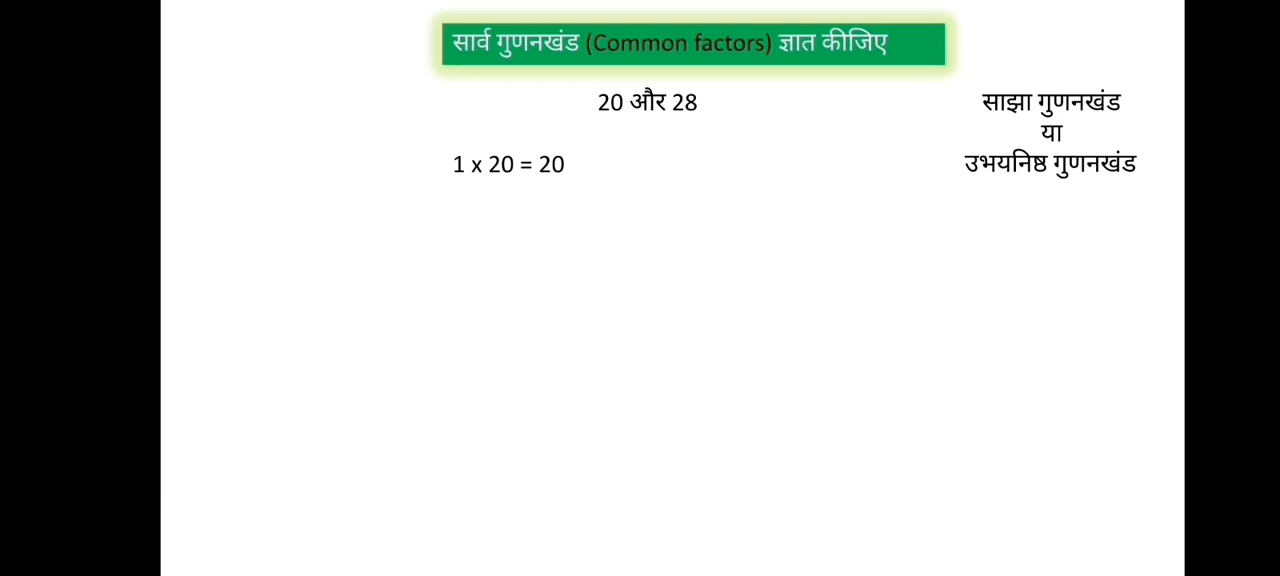 सार्व गुणनखंड (Common factors) ज्ञात कीजिए
20 और 28
साझा गुणनखंड
या
1 x 20 = 20
उभयनिष्ठ गुणनखंड